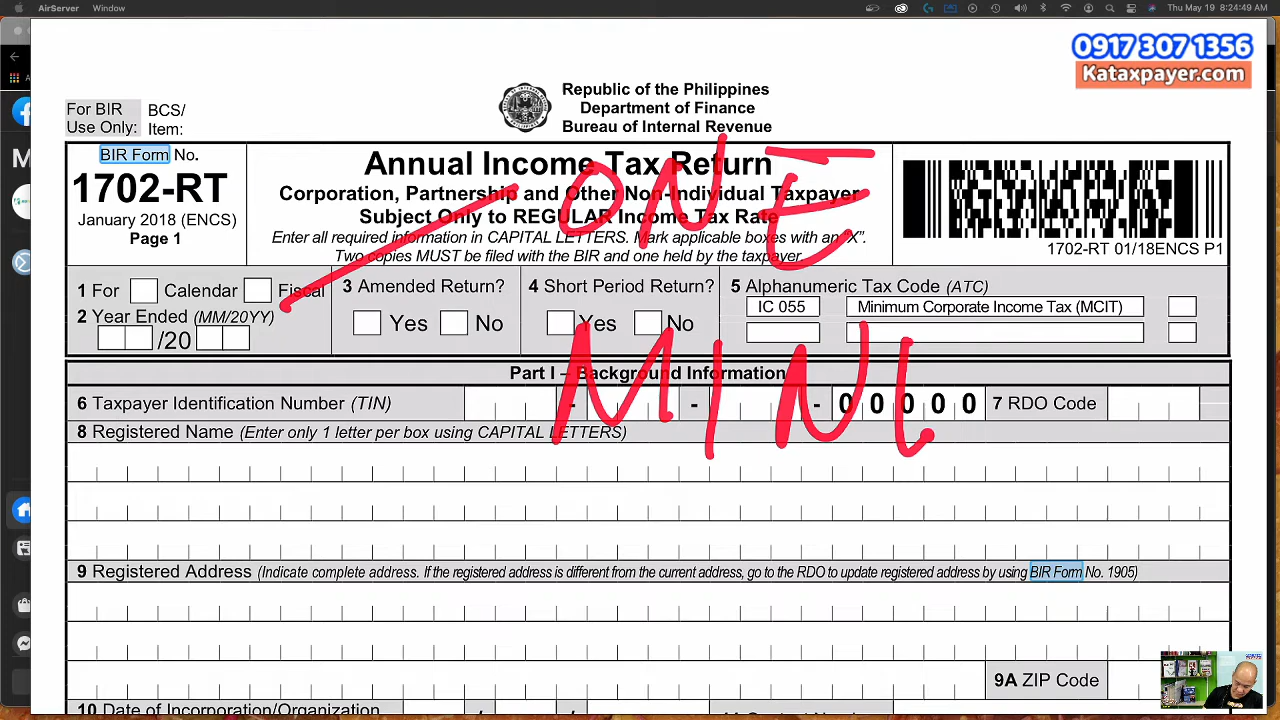 AirServer Window
Thu May 19 8:24:49 AM
0917 307 1356
Kataxpayer.com
Republic of the Philippines
Department of Finance
Bureau of Internal Revenue
For BIR Use Only:
BCS/ Item:
BIR Form No.
1702-RT
January 2018 (ENCS)
Page 1
Annual Income Tax Return
Corporation, Partnership and Other Non-Individual Taxpayer
Subject Only to REGULAR Income Tax Rate
Enter all required information in CAPITAL LETTERS. Mark applicable boxes with an “X”.
Two copies MUST be filed with the BIR and one held by the taxpayer.
1702-RT 01/18ENCS P1
ONE
1 For Calendar Fiscal
2 Year Ended (MM/20YY)
/20
3 Amended Return?
Yes No
4 Short Period Return?
Yes No
5 Alphanumeric Tax Code (ATC)
IC 055 Minimum Corporate Income Tax (MCIT)
MINI
Part I – Background Information
6 Taxpayer Identification Number (TIN) - - - 0 0 0 0 0 7 RDO Code
8 Registered Name (Enter only 1 letter per box using CAPITAL LETTERS)
9 Registered Address (Indicate complete address. If the registered address is different from the current address, go to the RDO to update registered address by using BIR Form No. 1905)
9A ZIP Code
10 Date of Incorporation/Organization